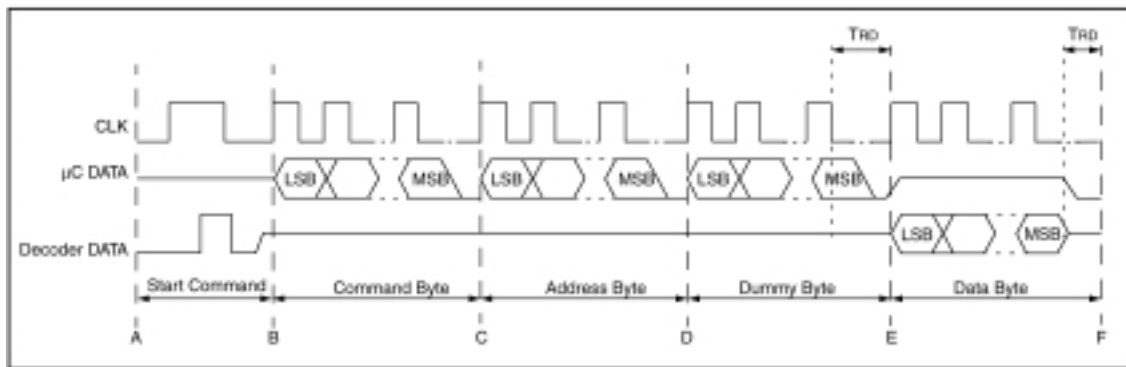 TRD TRD
CLK
µC DATA LSB MSB LSB MSB LSB MSB
Decoder DATA LSB MSB
Start Command Command Byte Address Byte Dummy Byte Data Byte
A B C D E F